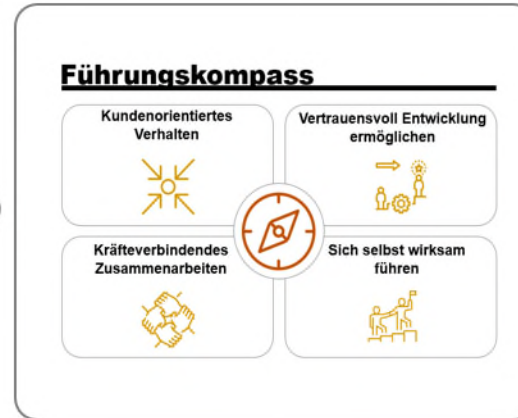 Führungskompass
Kundenorientiertes
Verhalten
Vertrauensvoll Entwicklung
ermöglichen
Kräfteverbindendes
Zusammenarbeiten
Sich selbst wirksam
führen